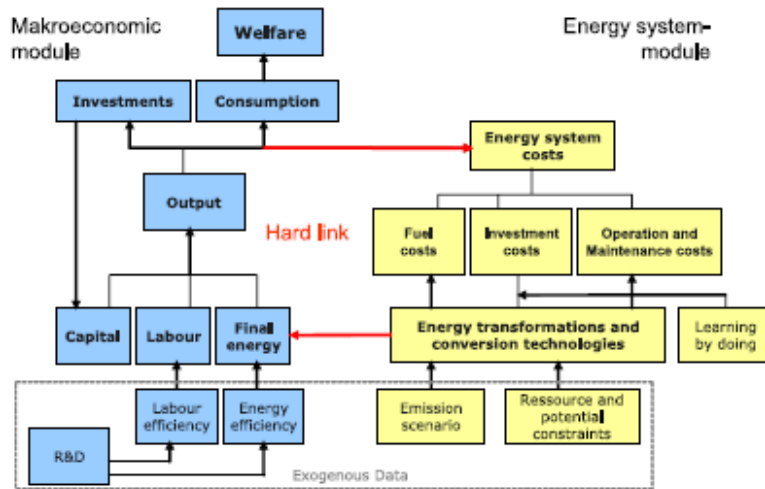 Makroeconomic
module
Welfare
Energy system-
module
Investments
Consumption
Energy system
costs
Output
Hard link
Fuel
costs
Investment
costs
Operation and
Maintenance costs
Capital
Labour
Final
energy
Energy transformations and
conversion technologies
Learning
by doing
Labour
efficiency
Energy
efficiency
Emission
scenario
Ressource and
potential
constraints
R&D
Exogenous Data